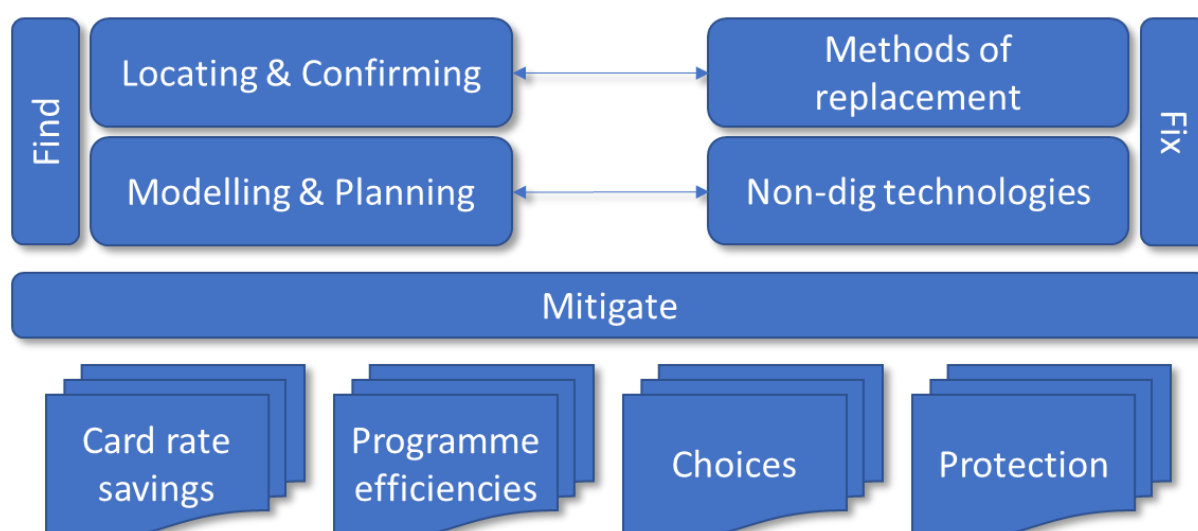 Find
Locating & Confirming
Methods of
replacement
Fix
Modelling & Planning
Non-dig technologies
Mitigate
Card rate
savings
Programme
efficiencies
Choices
Protection